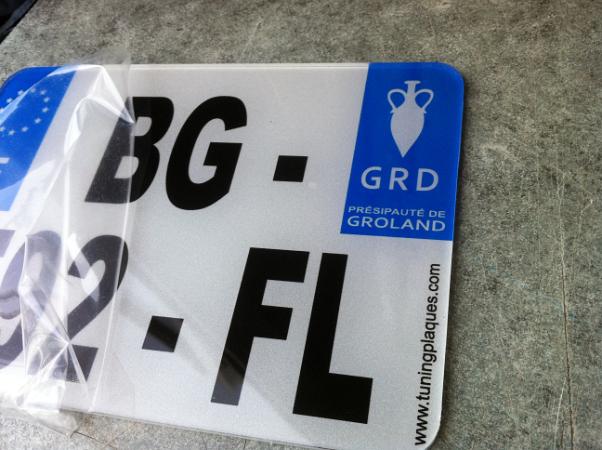 BG -
GRD
PRÉSIPAUTÉ DE
GROLAND
92 - FL
www.tuningplaques.com